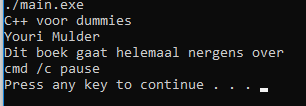 ./main.exe
C++ voor dummies
Youri Mulder
Dit boek gaat helemaal nergens over
cmd /c pause
Press any key to continue . . .